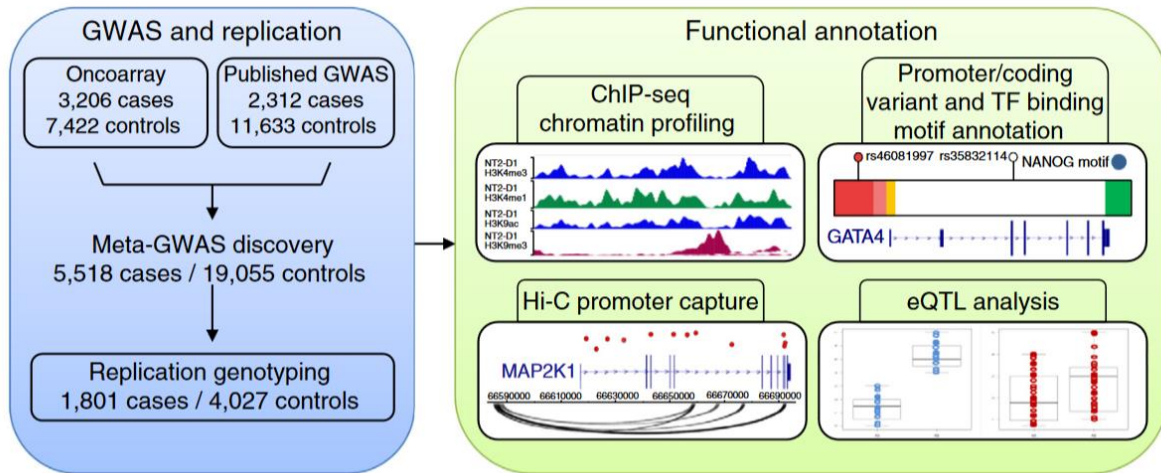 GWAS and replication
Oncoarray
3,206 cases
7,422 controls
Published GWAS
2,312 cases
11,633 controls
Meta-GWAS discovery
5,518 cases / 19,055 controls
Replication genotyping
1,801 cases / 4,027 controls
Functional annotation
ChIP-seq
chromatin profiling
NT2-D1
H3K4me3
NT2-D1
H3K4me1
NT2-D1
H3K9ac
NT2-D1
H3K9me3
Promoter/coding
variant and TF binding
motif annotation
rs46081997 rs35832114 NANOG motif
GATA4
Hi-C promoter capture
MAP2K1
66590000 66610000 66630000 66650000 66670000 66690000
eQTL analysis